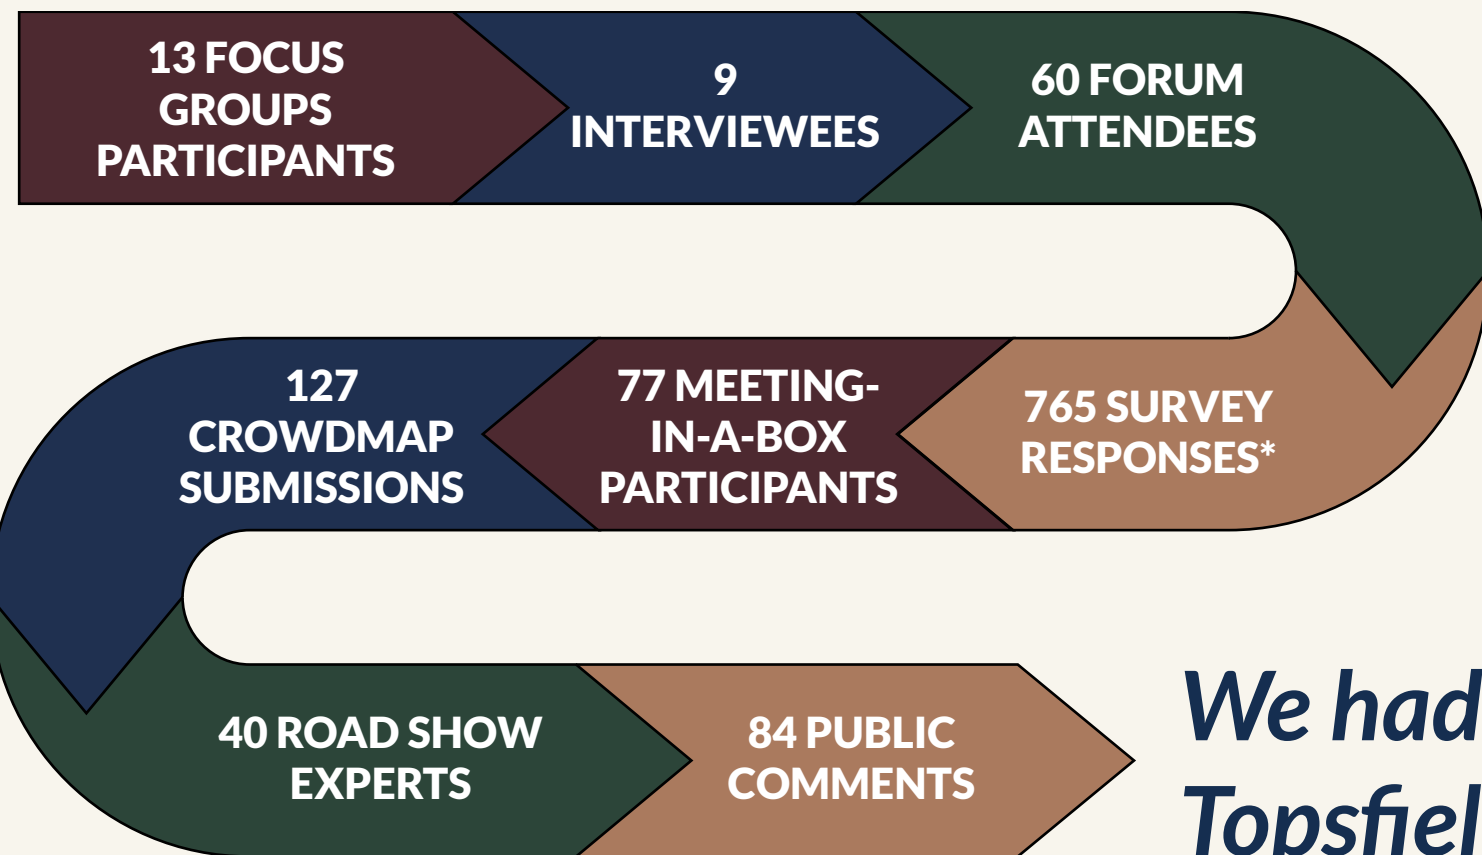 13 FOCUS
GROUPS
PARTICIPANTS
9
INTERVIEWEES
60 FORUM
ATTENDEES
765 SURVEY
RESPONSES*
77 MEETING-
IN-A-BOX
PARTICIPANTS
127
CROWDMAP
SUBMISSIONS
40 ROAD SHOW
EXPERTS
84 PUBLIC
COMMENTS
We had
Topsfiel